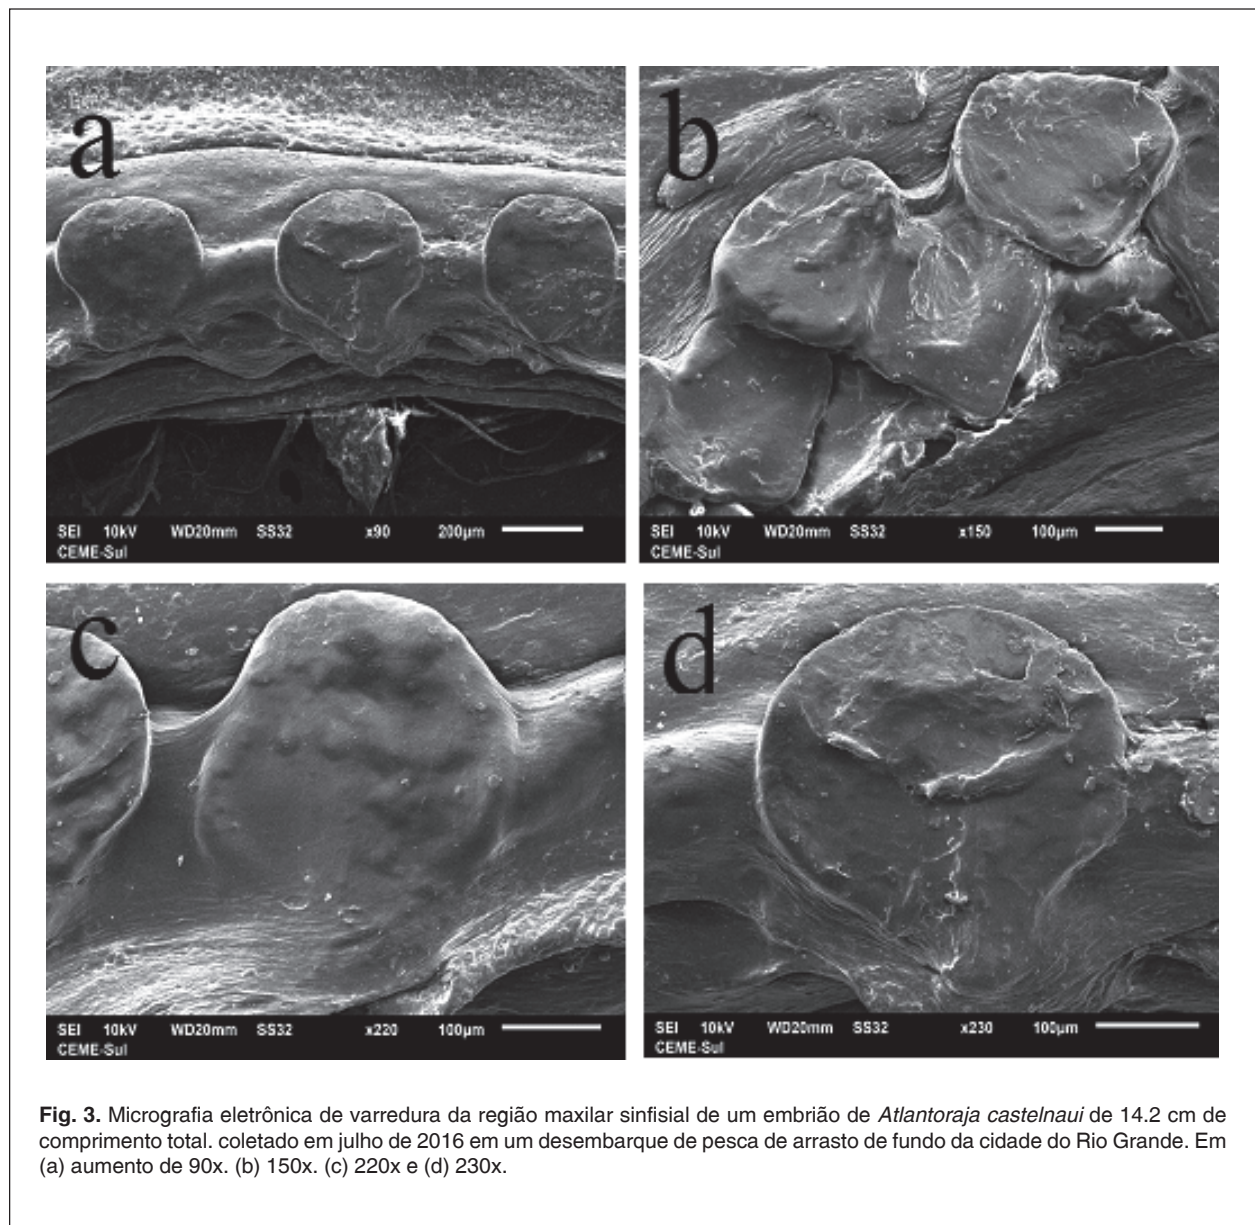 a
b
SEI 10kV WD20mm SS32 x90 200µm
CEME-Sul
SEI 10kV WD20mm SS32 x150 100µm
CEME-Sul
c
d
SEI 10kV WD20mm SS32 x220 100µm
CEME-Sul
SEI 10kV WD20mm SS32 x230 100µm
CEME-Sul
Fig. 3. Micrografia eletrônica de varredura da região maxilar sinfisial de um embrião de Atlantoraja castelnaui de 14.2 cm de
comprimento total. coletado em julho de 2016 em um desembarque de pesca de arrasto de fundo da cidade do Rio Grande. Em
(a) aumento de 90x. (b) 150x. (c) 220x e (d) 230x.